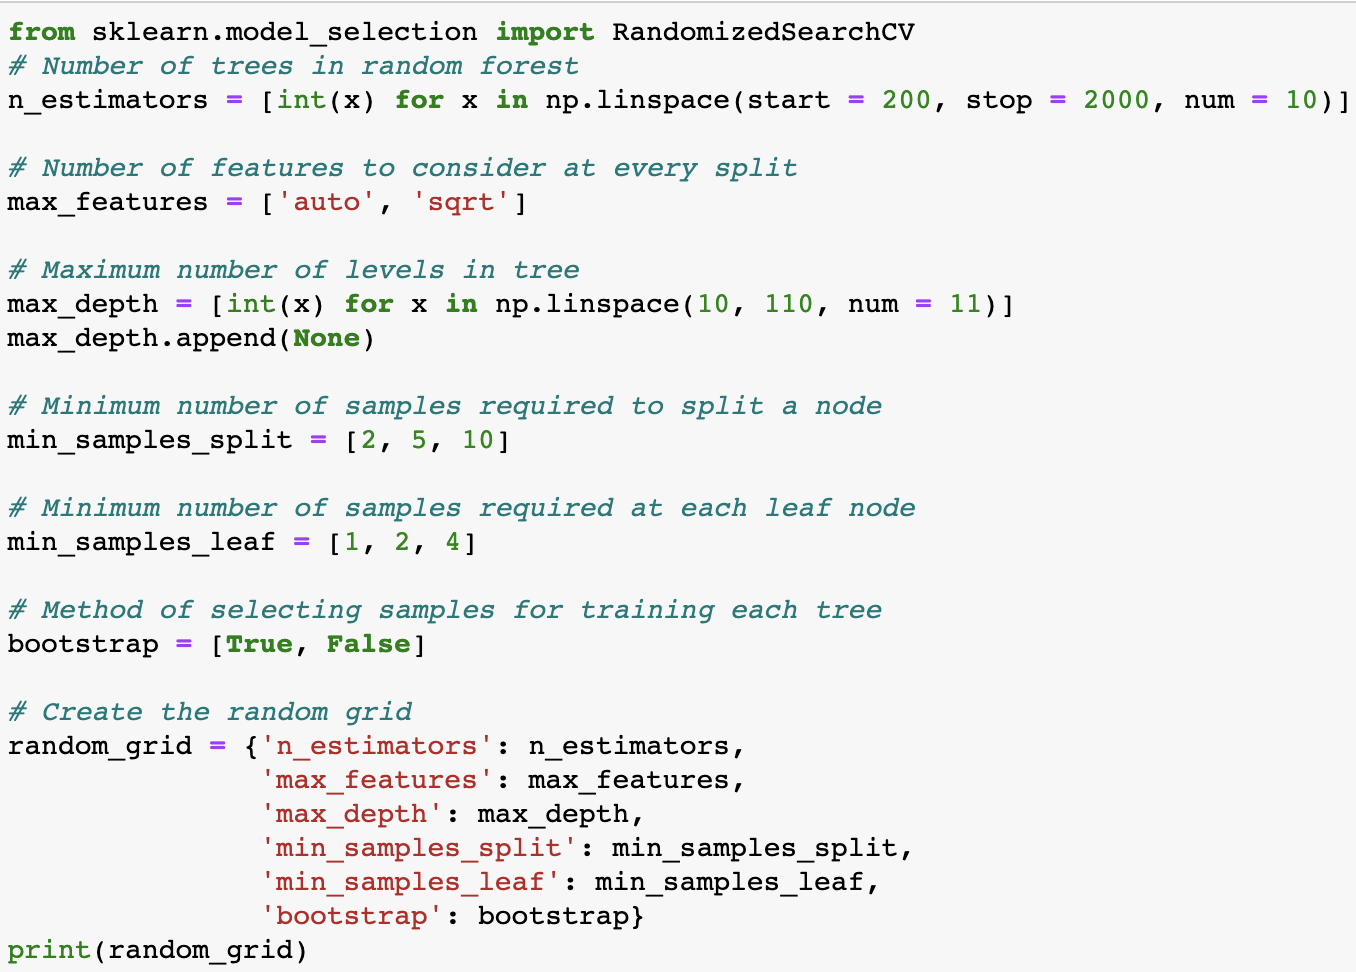 from sklearn.model_selection import RandomizedSearchCV
# Number of trees in random forest
n_estimators = [int(x) for x in np.linspace(start = 200, stop = 2000, num = 10)]

# Number of features to consider at every split
max_features = ['auto', 'sqrt']

# Maximum number of levels in tree
max_depth = [int(x) for x in np.linspace(10, 110, num = 11)]
max_depth.append(None)

# Minimum number of samples required to split a node
min_samples_split = [2, 5, 10]

# Minimum number of samples required at each leaf node
min_samples_leaf = [1, 2, 4]

# Method of selecting samples for training each tree
bootstrap = [True, False]

# Create the random grid
random_grid = {'n_estimators': n_estimators,
               'max_features': max_features,
               'max_depth': max_depth,
               'min_samples_split': min_samples_split,
               'min_samples_leaf': min_samples_leaf,
               'bootstrap': bootstrap}
print(random_grid)